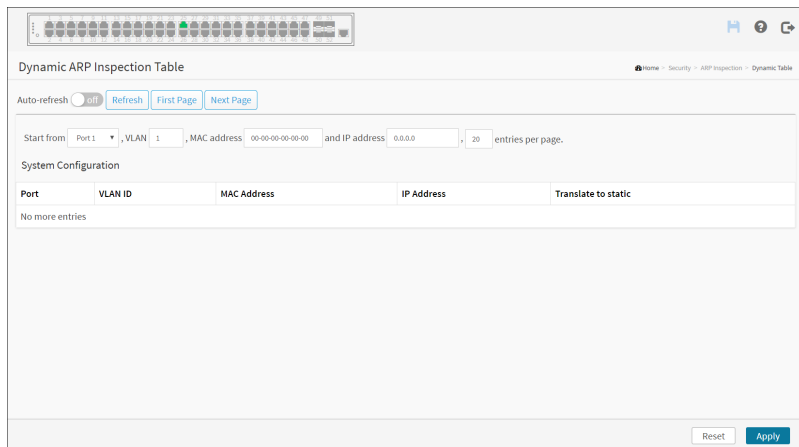 Dynamic ARP Inspection Table
Home > Security > ARP Inspection > Dynamic Table
Auto-refresh off Refresh First Page Next Page
Start from Port 1 , VLAN 1 , MAC address 00-00-00-00-00-00 and IP address 0.0.0.0 , 20 entries per page.
System Configuration
Port VLAN ID MAC Address IP Address Translate to static
No more entries
Reset Apply